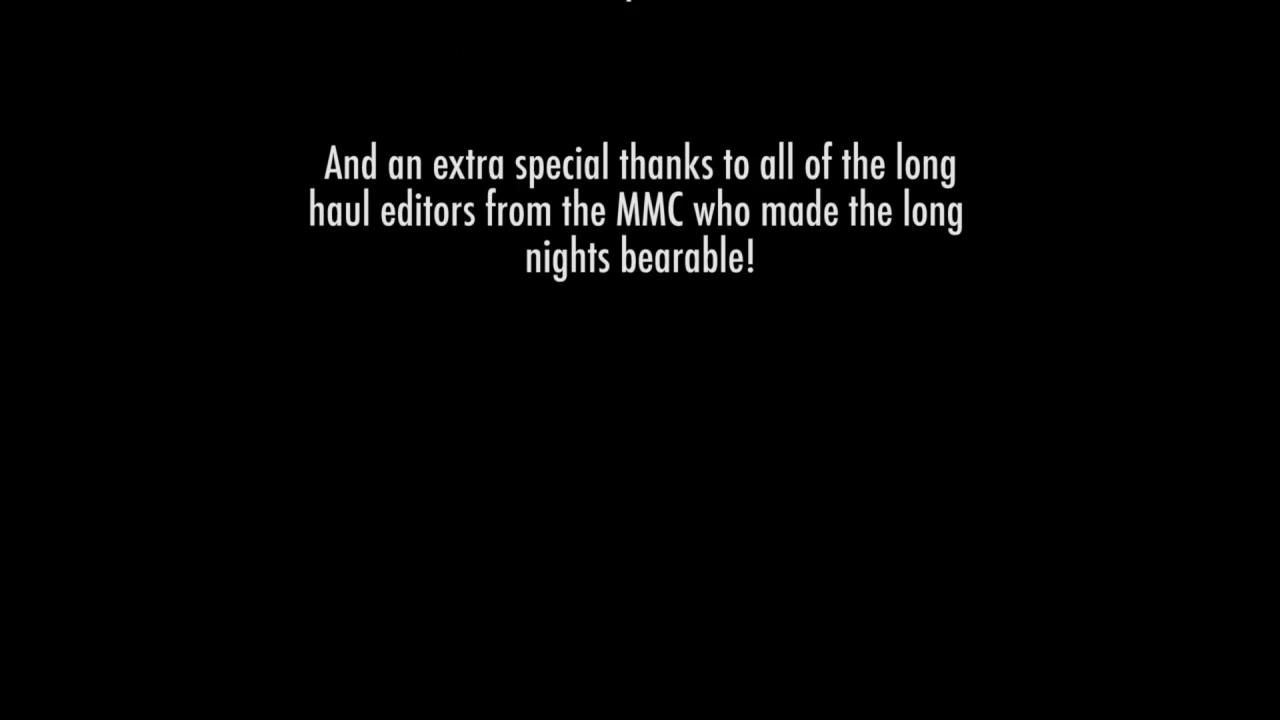 And an extra special thanks to all of the long
haul editors from the MMC who made the long
nights bearable!